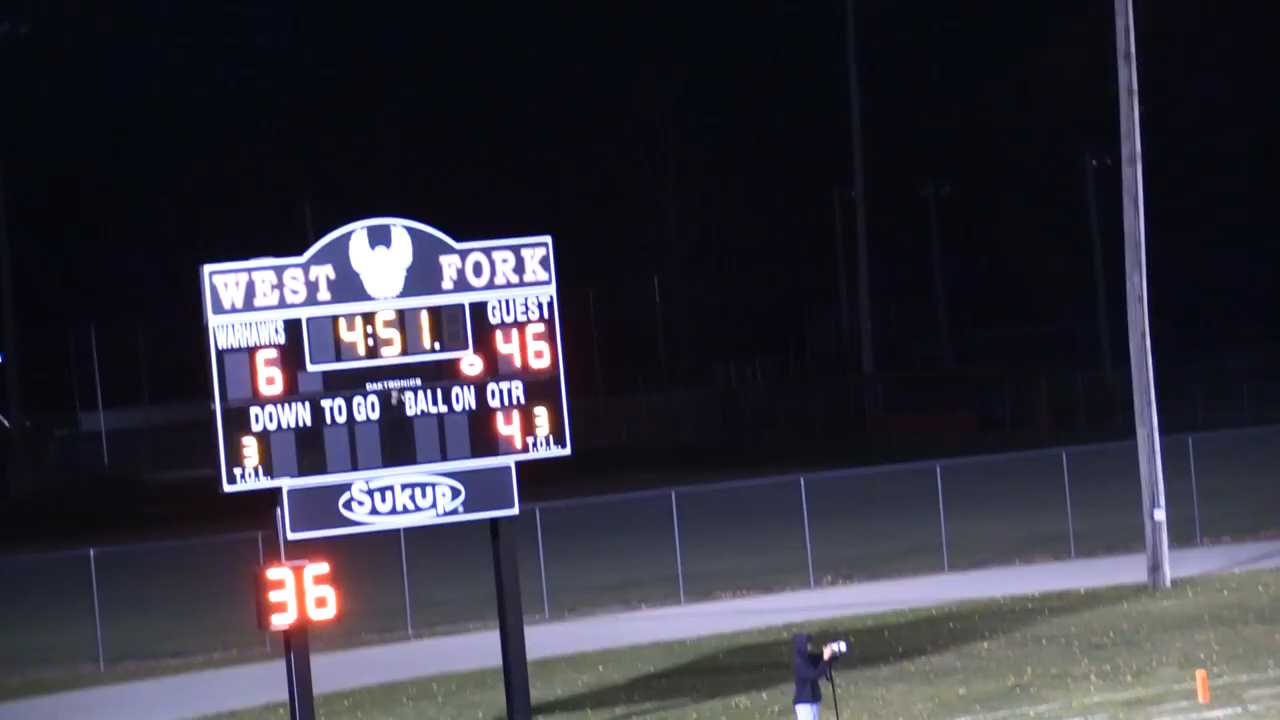 WEST FORK
WARHAWKS 4:51. GUEST
6 46
DAKTRONICS
DOWN TO GO BALL ON QTR
3 4 3
T.O.L. T.O.L.
Sukup
36